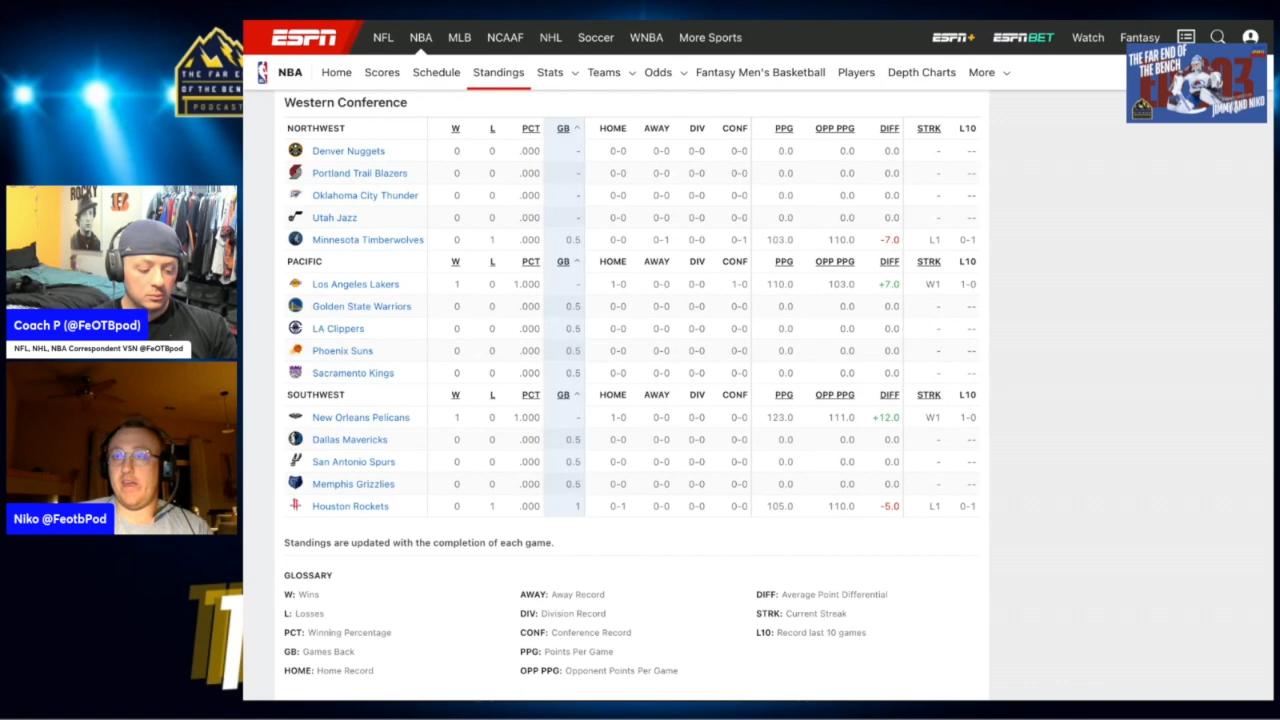 ESPN NFL NBA MLB NCAAF NHL Soccer WNBA More Sports ESPN+ ESPN BET Watch Fantasy
NBA Home Scores Schedule Standings Stats Teams Odds Fantasy Men's Basketball Players Depth Charts More
THE FAR END OF THE BENCH
JIMMY AND NIKO
THE FAR EN
OF THE BEN
PODCAST
Western Conference
NORTHWEST W L PCT GB HOME AWAY DIV CONF PPG OPP PPG DIFF STRK L10
Denver Nuggets 0 0 .000 - 0-0 0-0 0-0 0-0 0.0 0.0 0.0 - --
Portland Trail Blazers 0 0 .000 - 0-0 0-0 0-0 0-0 0.0 0.0 0.0 - --
Oklahoma City Thunder 0 0 .000 - 0-0 0-0 0-0 0-0 0.0 0.0 0.0 - --
Utah Jazz 0 0 .000 - 0-0 0-0 0-0 0-0 0.0 0.0 0.0 - --
Minnesota Timberwolves 0 1 .000 0.5 0-0 0-1 0-0 0-1 103.0 110.0 -7.0 L1 0-1
PACIFIC W L PCT GB HOME AWAY DIV CONF PPG OPP PPG DIFF STRK L10
Los Angeles Lakers 1 0 1.000 - 1-0 0-0 0-0 1-0 110.0 103.0 +7.0 W1 1-0
Golden State Warriors 0 0 .000 0.5 0-0 0-0 0-0 0-0 0.0 0.0 0.0 - --
LA Clippers 0 0 .000 0.5 0-0 0-0 0-0 0-0 0.0 0.0 0.0 - --
Phoenix Suns 0 0 .000 0.5 0-0 0-0 0-0 0-0 0.0 0.0 0.0 - --
Sacramento Kings 0 0 .000 0.5 0-0 0-0 0-0 0-0 0.0 0.0 0.0 - --
SOUTHWEST W L PCT GB HOME AWAY DIV CONF PPG OPP PPG DIFF STRK L10
New Orleans Pelicans 1 0 1.000 - 1-0 0-0 0-0 0-0 123.0 111.0 +12.0 W1 1-0
Dallas Mavericks 0 0 .000 0.5 0-0 0-0 0-0 0-0 0.0 0.0 0.0 - --
San Antonio Spurs 0 0 .000 0.5 0-0 0-0 0-0 0-0 0.0 0.0 0.0 - --
Memphis Grizzlies 0 0 .000 0.5 0-0 0-0 0-0 0-0 0.0 0.0 0.0 - --
Houston Rockets 0 1 .000 1 0-1 0-0 0-0 0-0 105.0 110.0 -5.0 L1 0-1
Standings are updated with the completion of each game.
GLOSSARY
W: Wins AWAY: Away Record DIFF: Average Point Differential
L: Losses DIV: Division Record STRK: Current Streak
PCT: Winning Percentage CONF: Conference Record L10: Record last 10 games
GB: Games Back PPG: Points Per Game
HOME: Home Record OPP PPG: Opponent Points Per Game
ROCKY
Coach P (@FeOTBpod)
NFL, NHL, NBA Correspondent VSN @FeOTBpod
Niko @FeotbPod